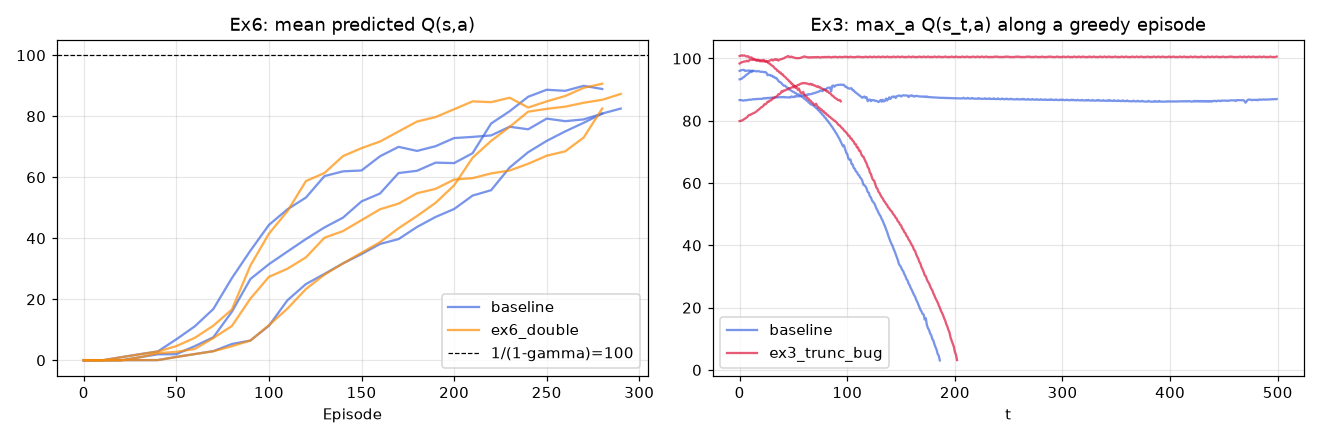 Ex6: mean predicted Q(s,a)
100
80
60
40
20
0
baseline
ex6_double
1/(1-gamma)=100
0 50 100 150 200 250 300
Episode
Ex3: max_a Q(s_t,a) along a greedy episode
100
80
60
40
20
0
baseline
ex3_trunc_bug
0 100 200 300 400 500
t